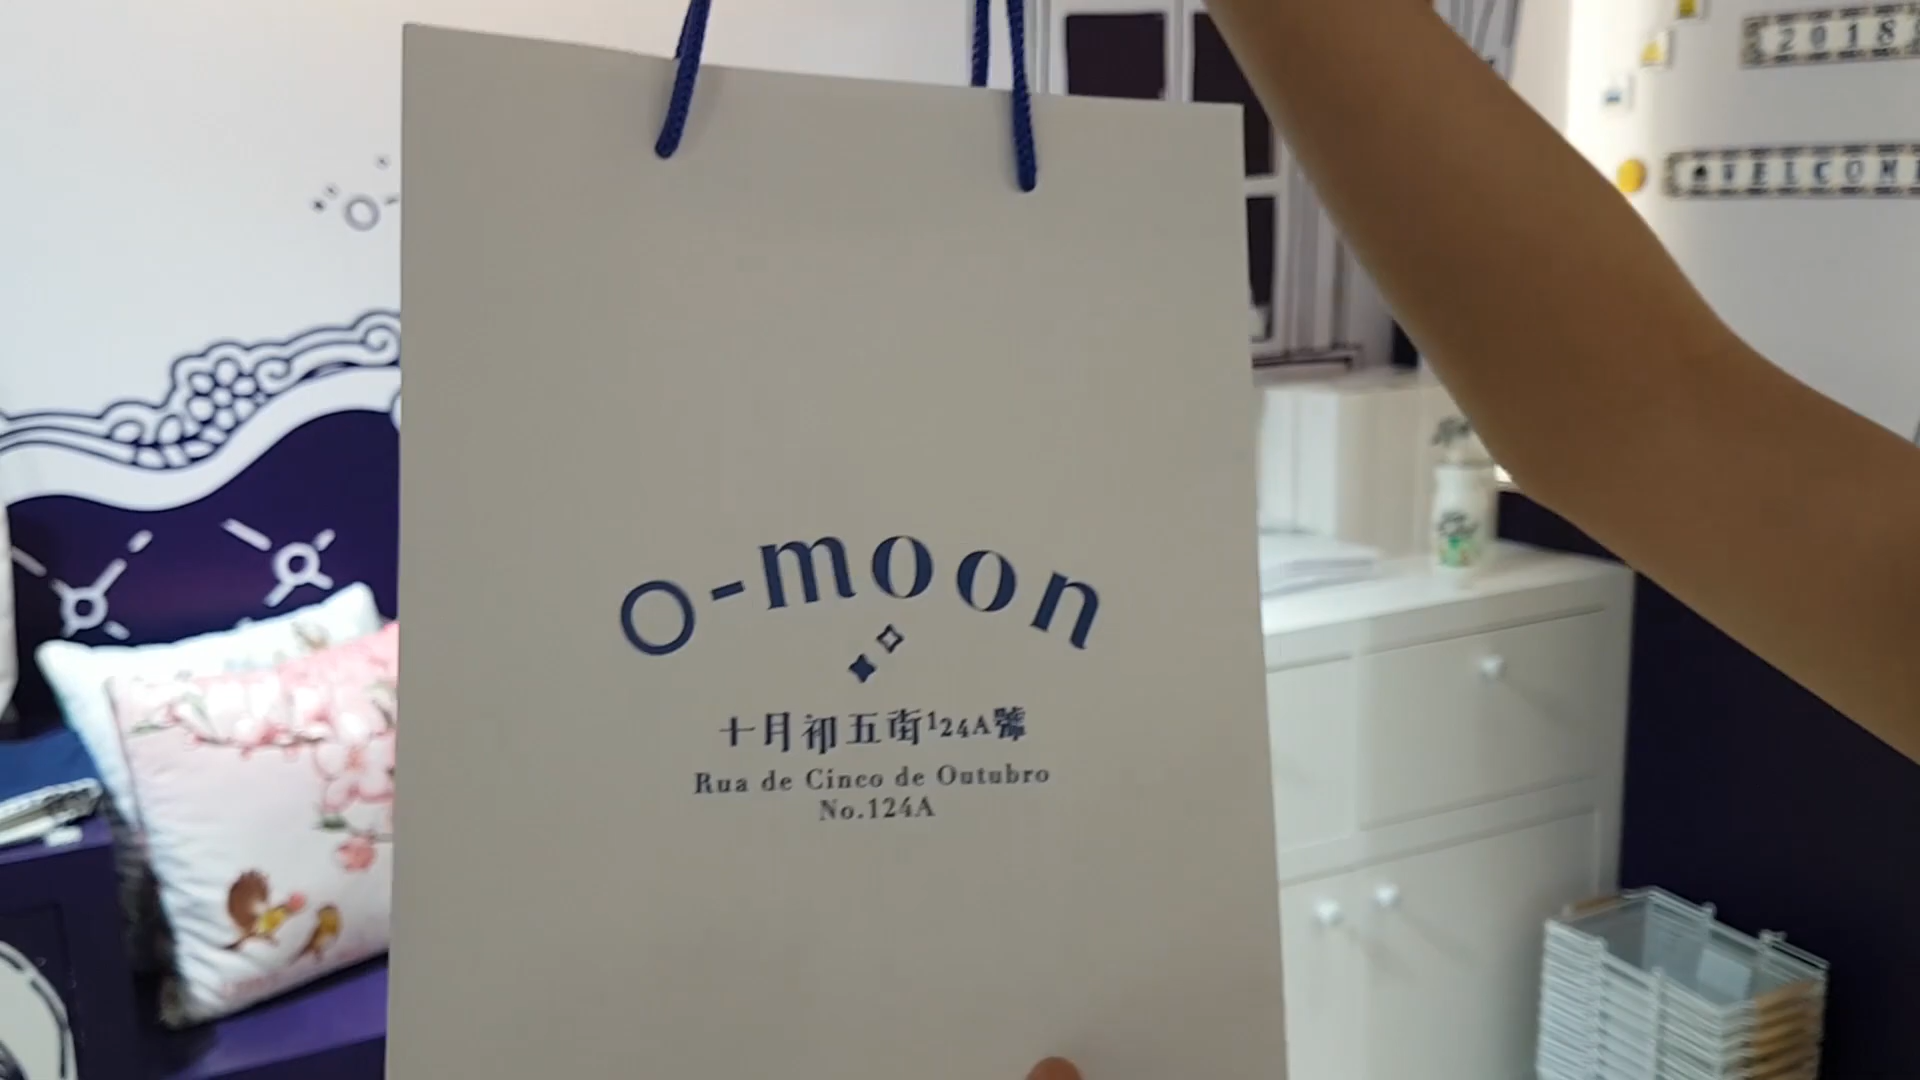 o-moon
十月初五街124A號
Rua de Cinco de Outubro
No.124A
2018
WELCOME